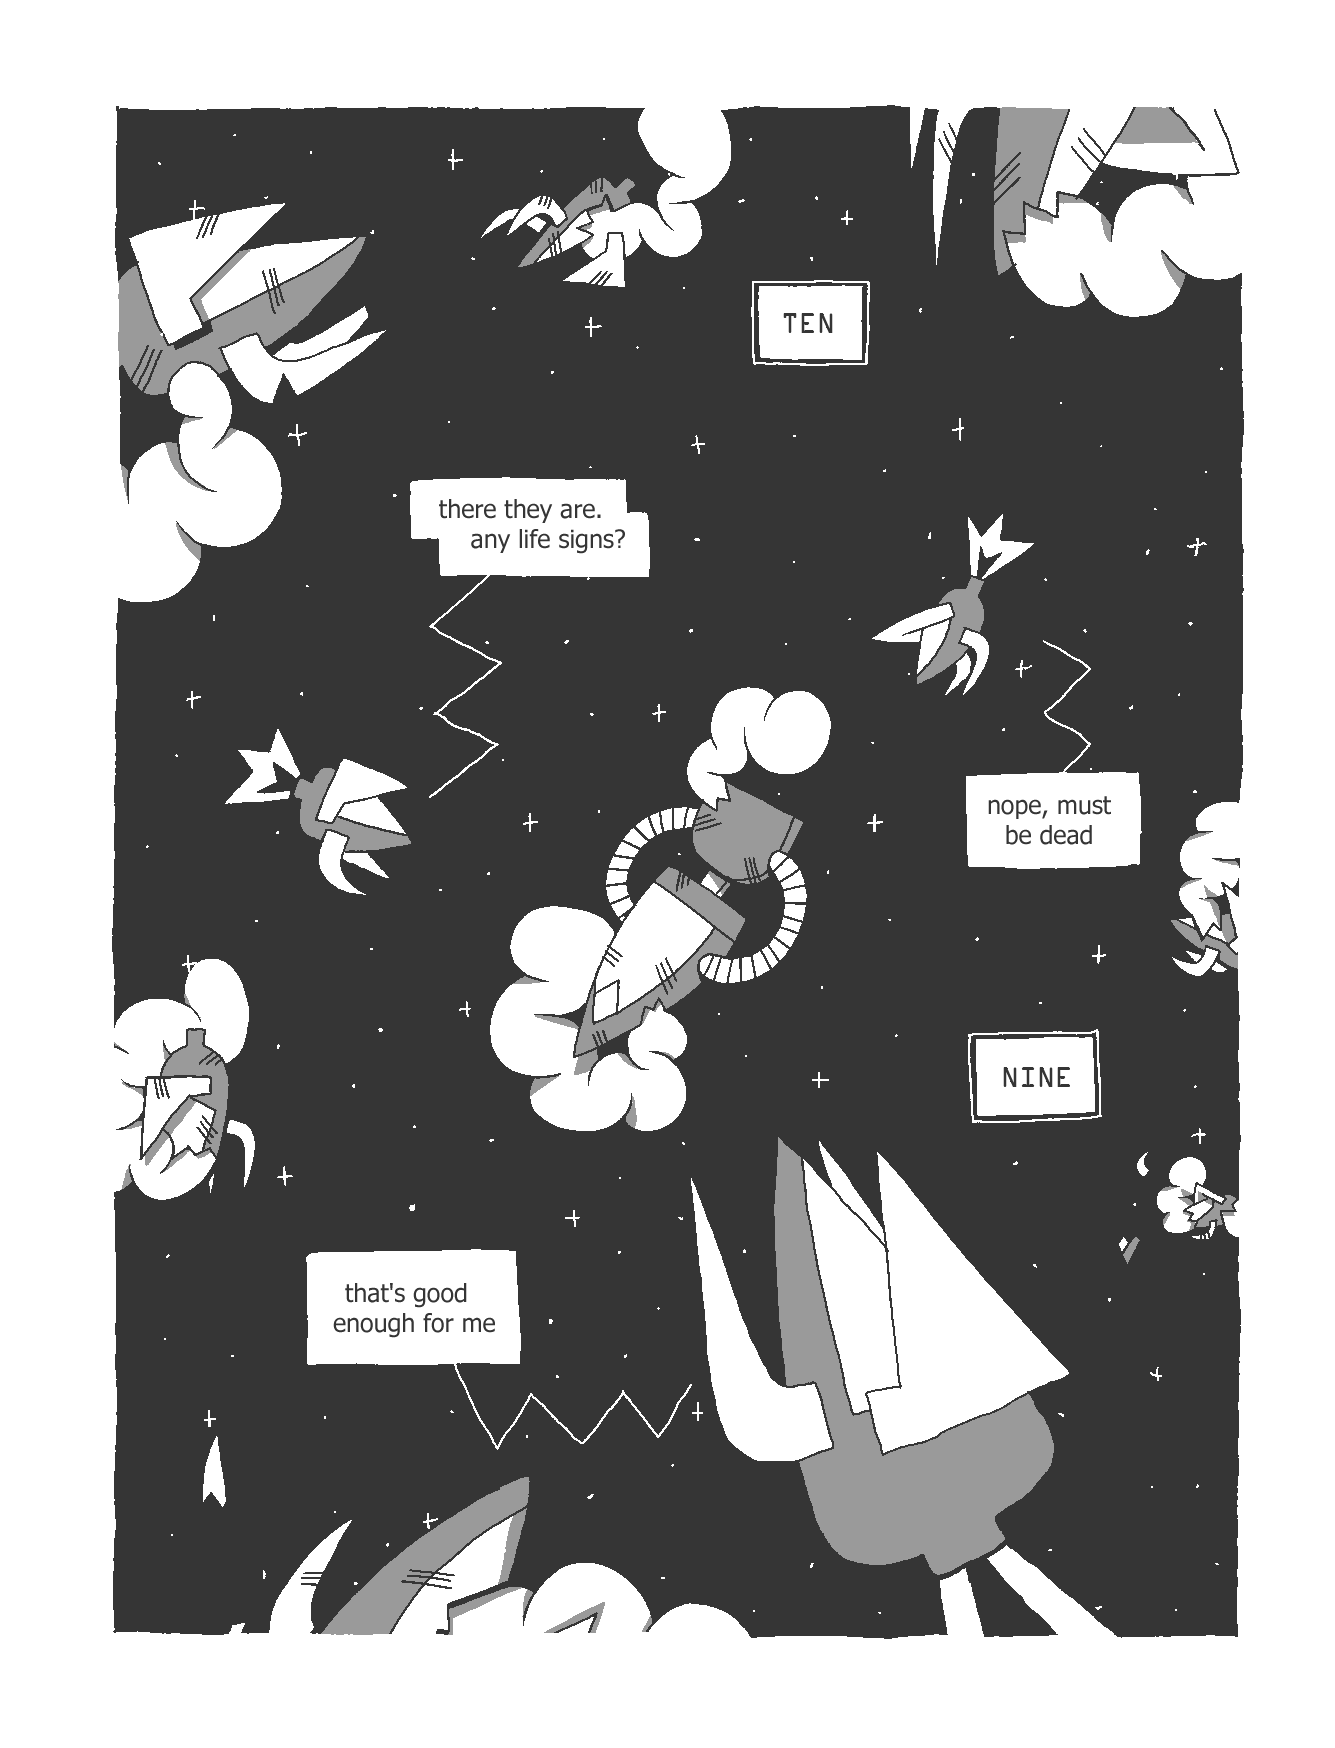 TEN
there they are.
any life signs?
nope, must
be dead
NINE
that's good
enough for me